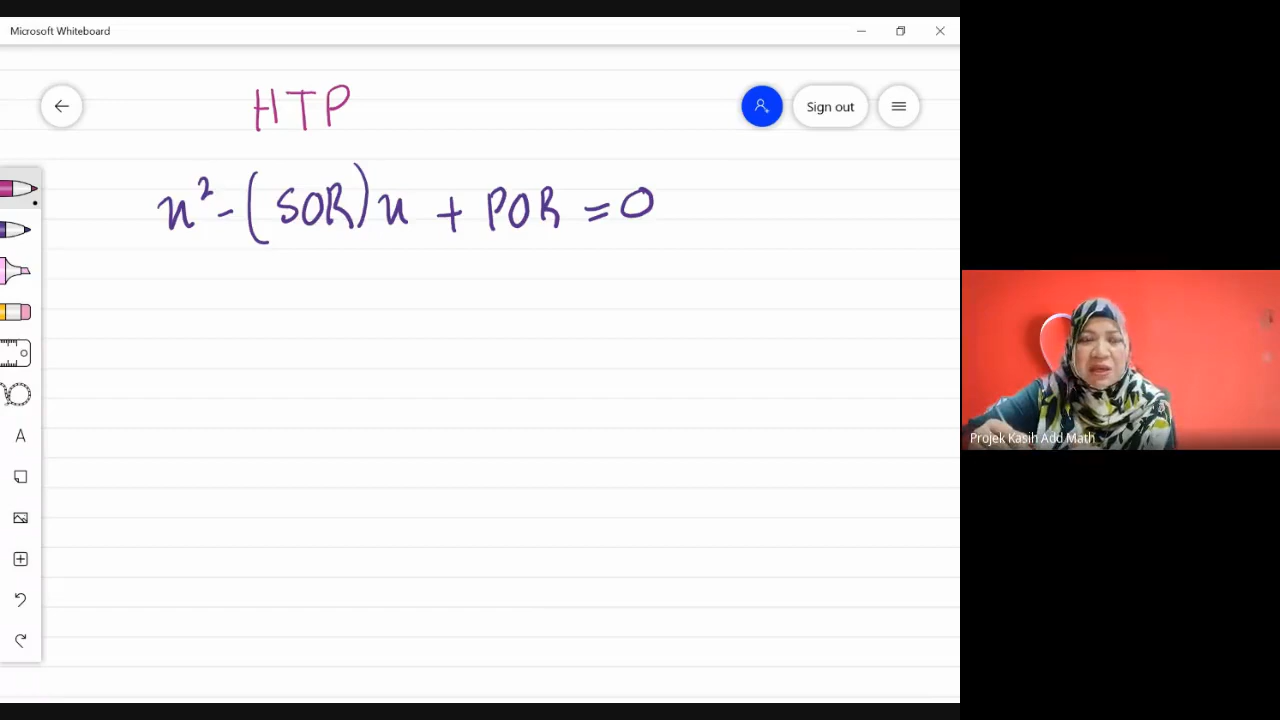 Microsoft Whiteboard
HTP
Sign out
x² - (SOR)x + POR = 0
A
Projek Kasih Add Math